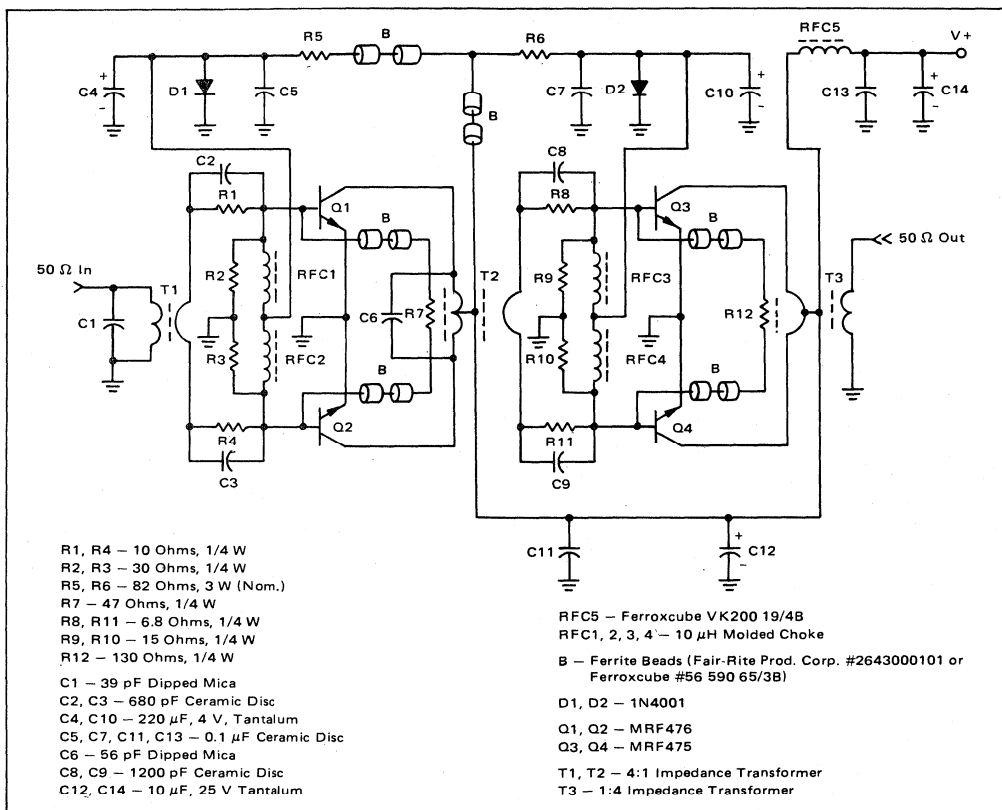 R5
B
R6
RFC5
V+
C4
+
-
D1
C5
B
C7
D2
C10
+
-
C13
C14
+
-
C2
R1
Q1
B
C8
R8
Q3
B
50 Ω In
T1
C1
R2
RFC1
R3
RFC2
C6
R7
T2
R9
RFC3
R10
RFC4
R12
T3
50 Ω Out
B
Q2
R4
C3
B
Q4
R11
C9
C11
C12
+
-
R1, R4 – 10 Ohms, 1/4 W
R2, R3 – 30 Ohms, 1/4 W
R5, R6 – 82 Ohms, 3 W (Nom.)
R7 – 47 Ohms, 1/4 W
R8, R11 – 6.8 Ohms, 1/4 W
R9, R10 – 15 Ohms, 1/4 W
R12 – 130 Ohms, 1/4 W
C1 – 39 pF Dipped Mica
C2, C3 – 680 pF Ceramic Disc
C4, C10 – 220 μF, 4 V, Tantalum
C5, C7, C11, C13 – 0.1 μF Ceramic Disc
C6 – 56 pF Dipped Mica
C8, C9 – 1200 pF Ceramic Disc
C12, C14 – 10 μF, 25 V Tantalum
RFC5 – Ferroxcube VK200 19/4B
RFC1, 2, 3, 4 – 10 μH Molded Choke
B – Ferrite Beads (Fair-Rite Prod. Corp. #2643000101 or
Ferroxcube #56 590 65/3B)
D1, D2 – 1N4001
Q1, Q2 – MRF476
Q3, Q4 – MRF475
T1, T2 – 4:1 Impedance Transformer
T3 – 1:4 Impedance Transformer